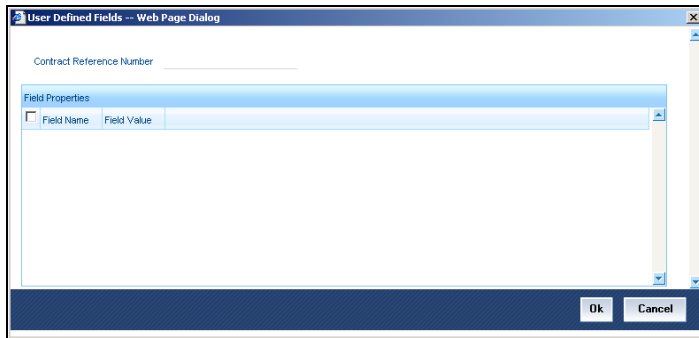 User Defined Fields -- Web Page Dialog
Contract Reference Number
Field Properties
Field Name Field Value
Ok Cancel